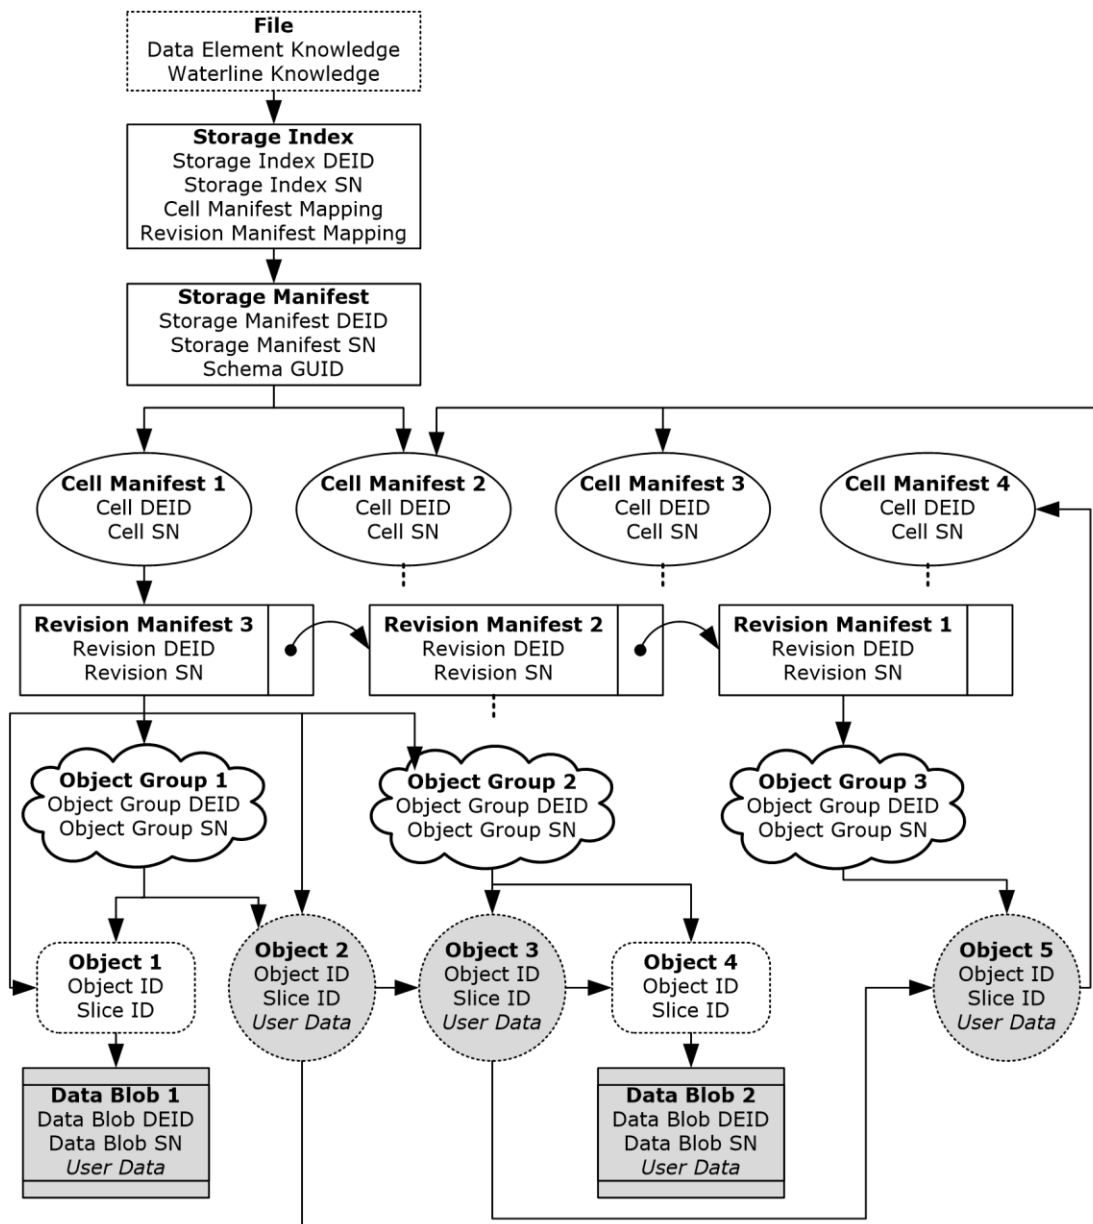 File
Data Element Knowledge
Waterline Knowledge
Storage Index
Storage Index DEID
Storage Index SN
Cell Manifest Mapping
Revision Manifest Mapping
Storage Manifest
Storage Manifest DEID
Storage Manifest SN
Schema GUID
Cell Manifest 1
Cell DEID
Cell SN
Cell Manifest 2
Cell DEID
Cell SN
Cell Manifest 3
Cell DEID
Cell SN
Cell Manifest 4
Cell DEID
Cell SN
Revision Manifest 3
Revision DEID
Revision SN
Revision Manifest 2
Revision DEID
Revision SN
Revision Manifest 1
Revision DEID
Revision SN
Object Group 1
Object Group DEID
Object Group SN
Object Group 2
Object Group DEID
Object Group SN
Object Group 3
Object Group DEID
Object Group SN
Object 1
Object ID
Slice ID
Object 2
Object ID
Slice ID
User Data
Object 3
Object ID
Slice ID
User Data
Object 4
Object ID
Slice ID
Object 5
Object ID
Slice ID
User Data
Data Blob 1
Data Blob DEID
Data Blob SN
User Data
Data Blob 2
Data Blob DEID
Data Blob SN
User Data